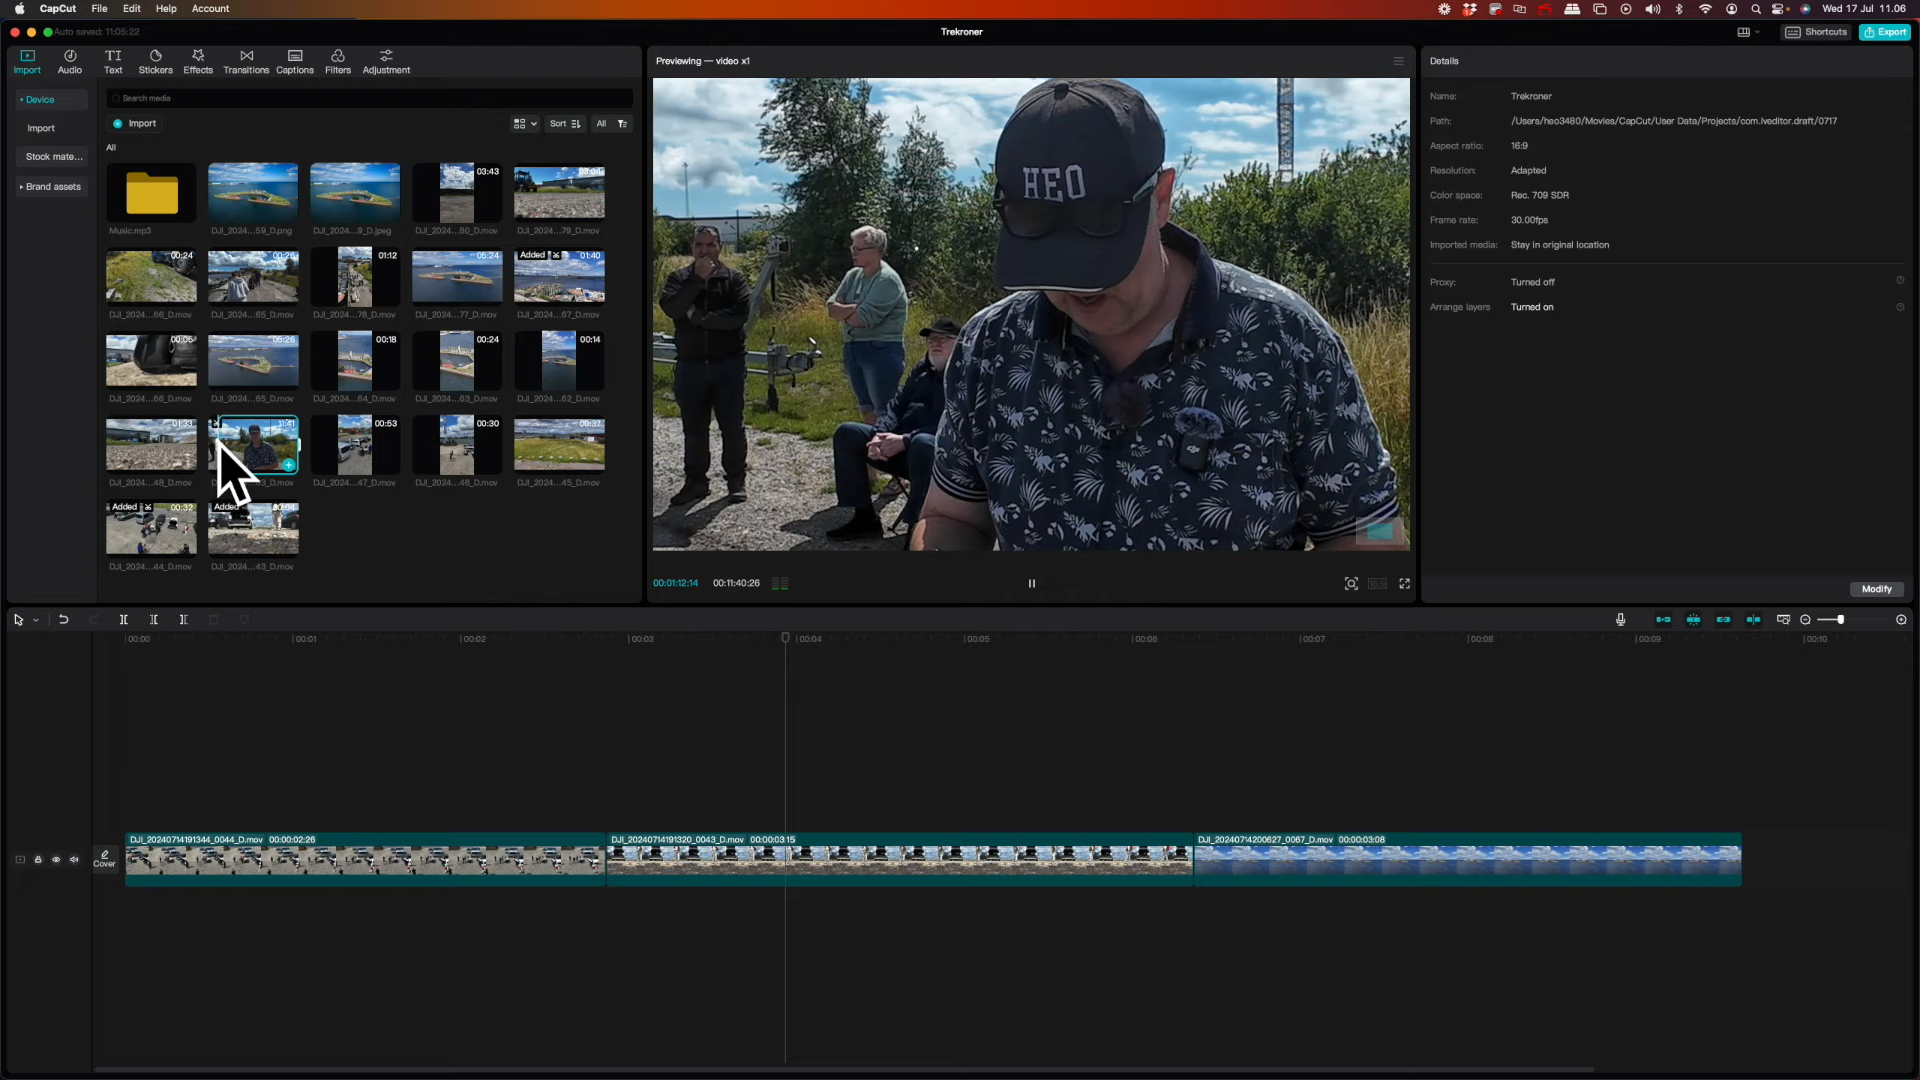 CapCut File Edit Help Account
Wed 17 Jul 11.06
Auto saved: 11:05:22
Trekroner
Shortcuts
Export
Import Audio Text Stickers Effects Transitions Captions Filters Adjustment
Device
Import
Stock mate...
Brand assets
Search media
Import
Sort
All
All
03:43
03:04
Music.mp3 DJI_2024...59_D.png DJI_2024...9_D.jpeg DJI_2024...80_D.mov DJI_2024...79_D.mov
00:24 00:26 01:12 05:24 Added 01:40
DJI_2024...66_D.mov DJI_2024...65_D.mov DJI_2024...78_D.mov DJI_2024...77_D.mov DJI_2024...67_D.mov
00:05 05:26 00:18 00:24 00:14
DJI_2024...66_D.mov DJI_2024...65_D.mov DJI_2024...64_D.mov DJI_2024...63_D.mov DJI_2024...62_D.mov
01:33 11:41 00:53 00:30 00:37
DJI_2024...48_D.mov 3_D.mov DJI_2024...47_D.mov DJI_2024...46_D.mov DJI_2024...45_D.mov
Added 00:32 Added 00:04
DJI_2024...44_D.mov DJI_2024...43_D.mov
Previewing — video x1
HEO
00:01:12:14 00:11:40:26
16:9
Details
Name: Trekroner
Path: /Users/heo3480/Movies/CapCut/User Data/Projects/com.lveditor.draft/0717
Aspect ratio: 16:9
Resolution: Adapted
Color space: Rec. 709 SDR
Frame rate: 30.00fps
Imported media: Stay in original location
Proxy: Turned off
Arrange layers Turned on
Modify
00:00 00:01 00:02 00:03 00:04 00:05 00:06 00:07 00:08 00:09 00:10
Cover
DJI_20240714191344_0044_D.mov 00:00:02:26
DJI_20240714191320_0043_D.mov 00:00:03:15
DJI_20240714200627_0067_D.mov 00:00:03:08